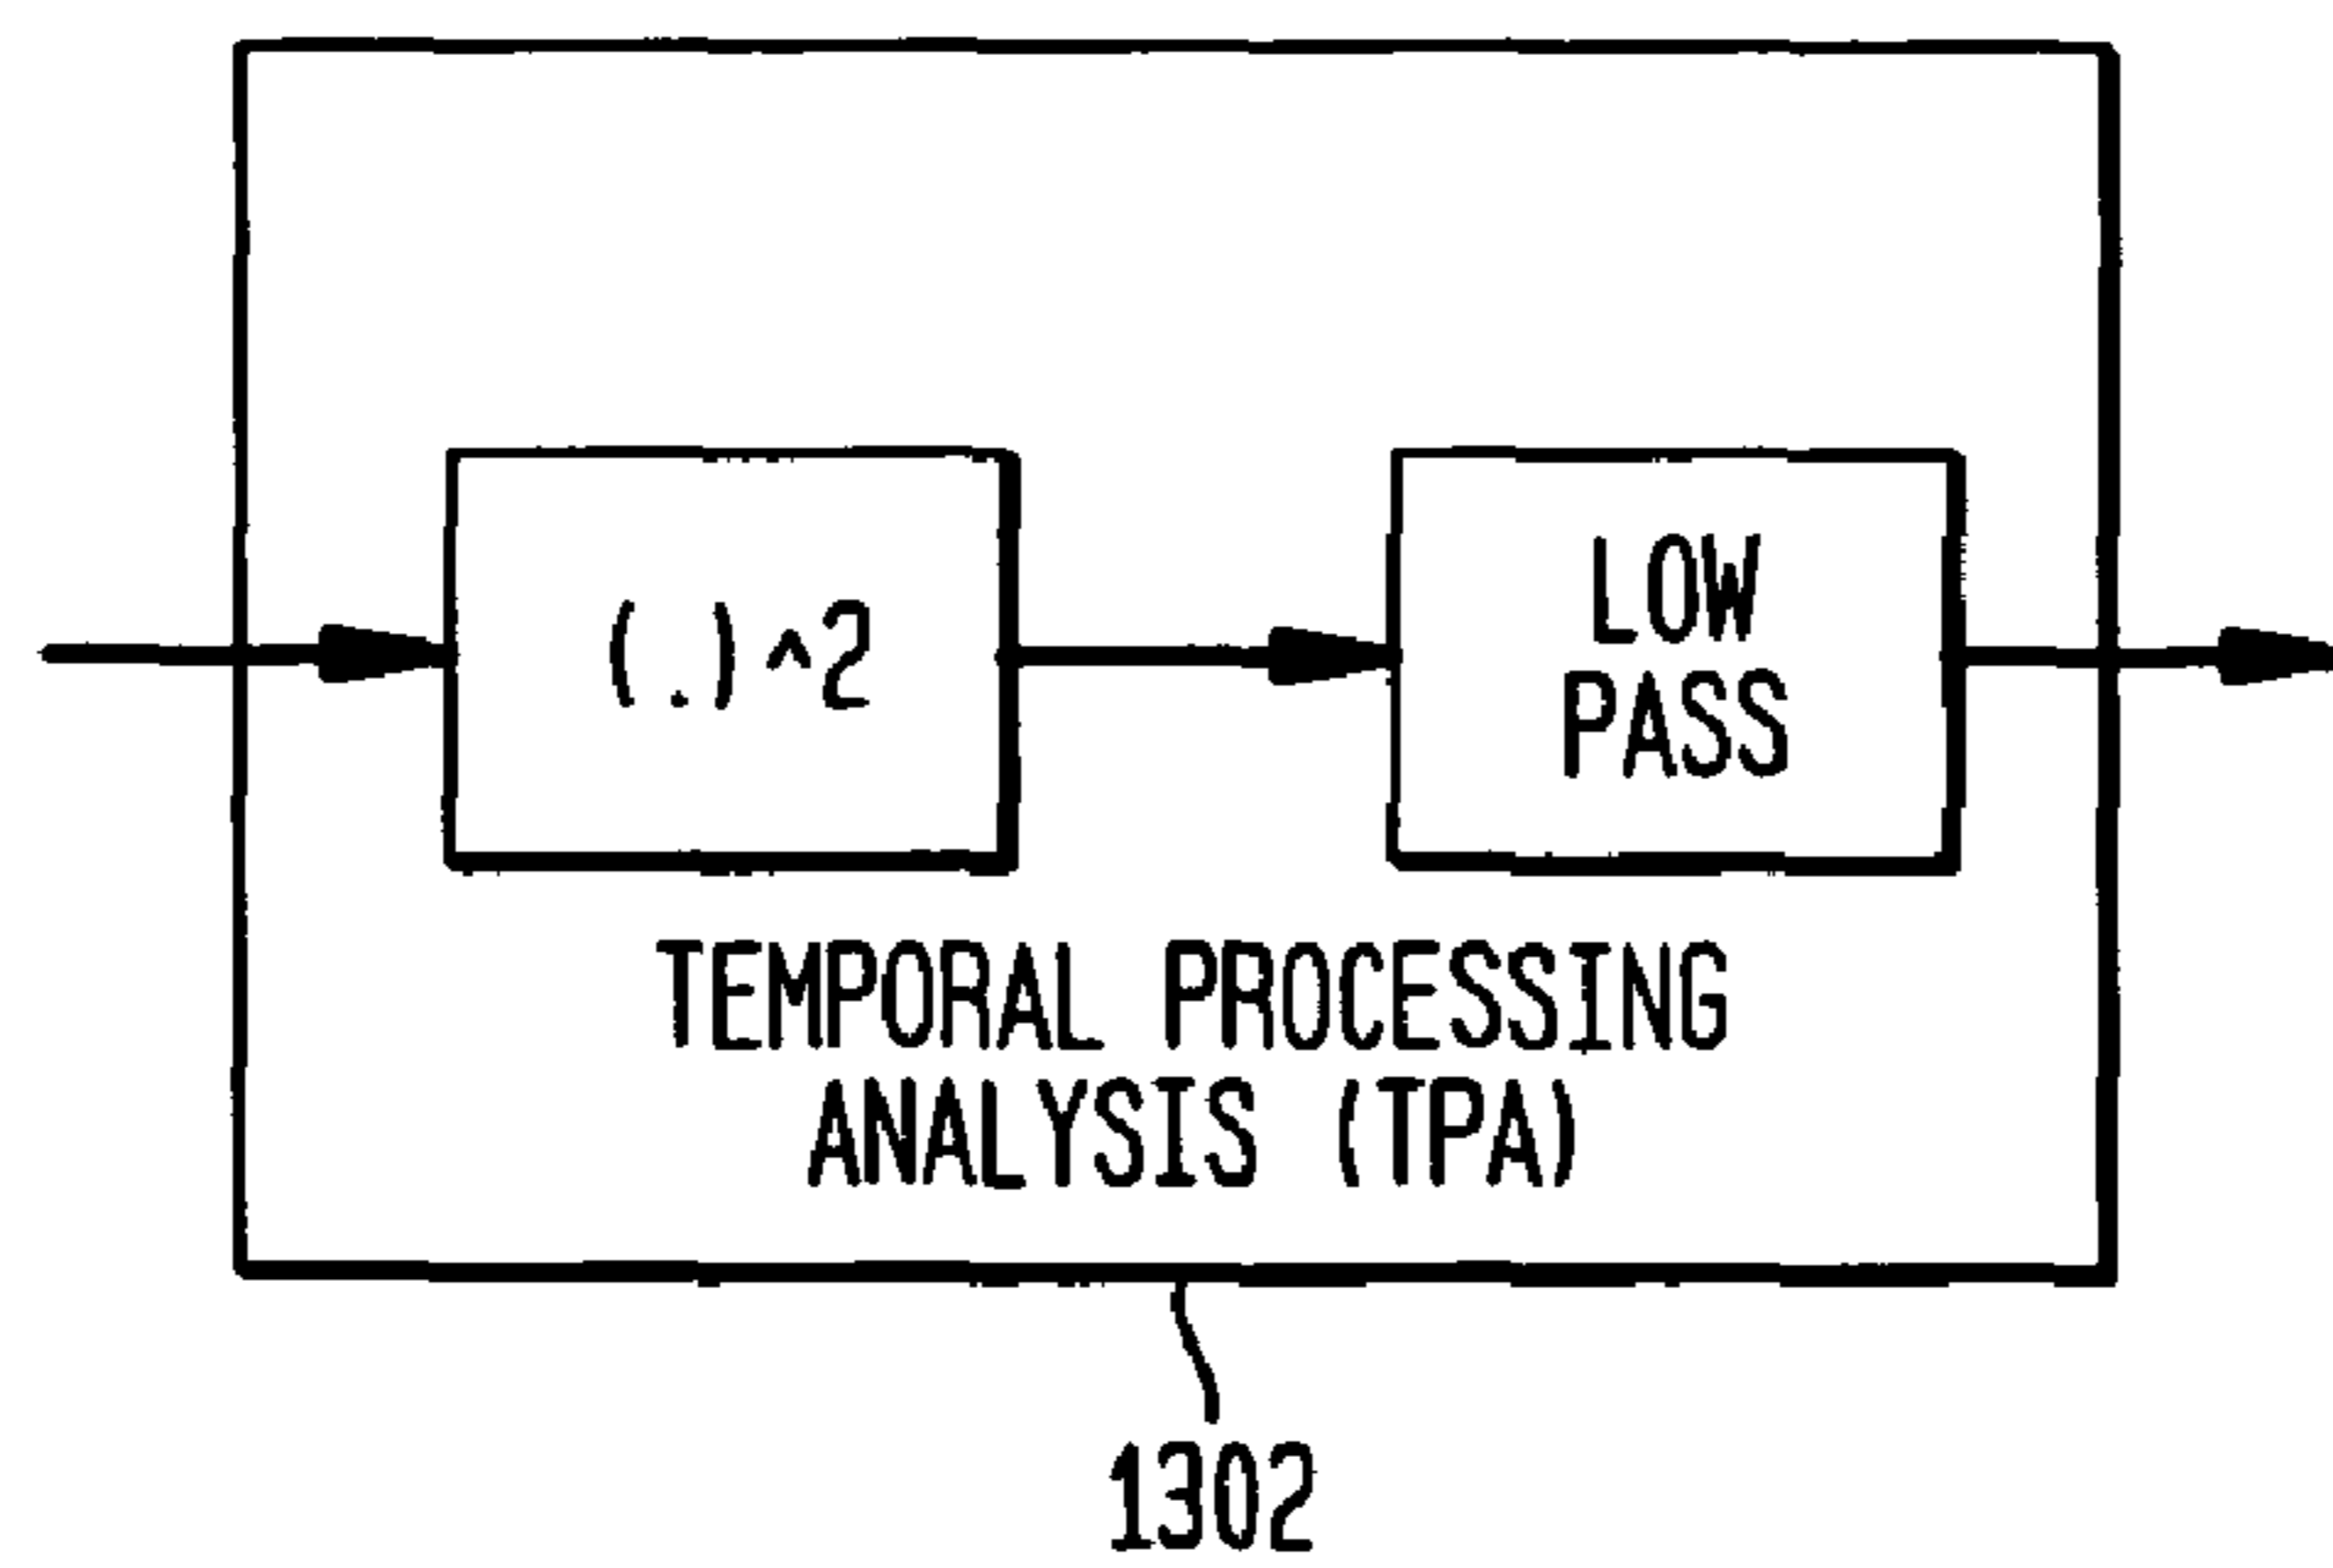 (.)^2
LOW
PASS
TEMPORAL PROCESSING
ANALYSIS (TPA)
1302